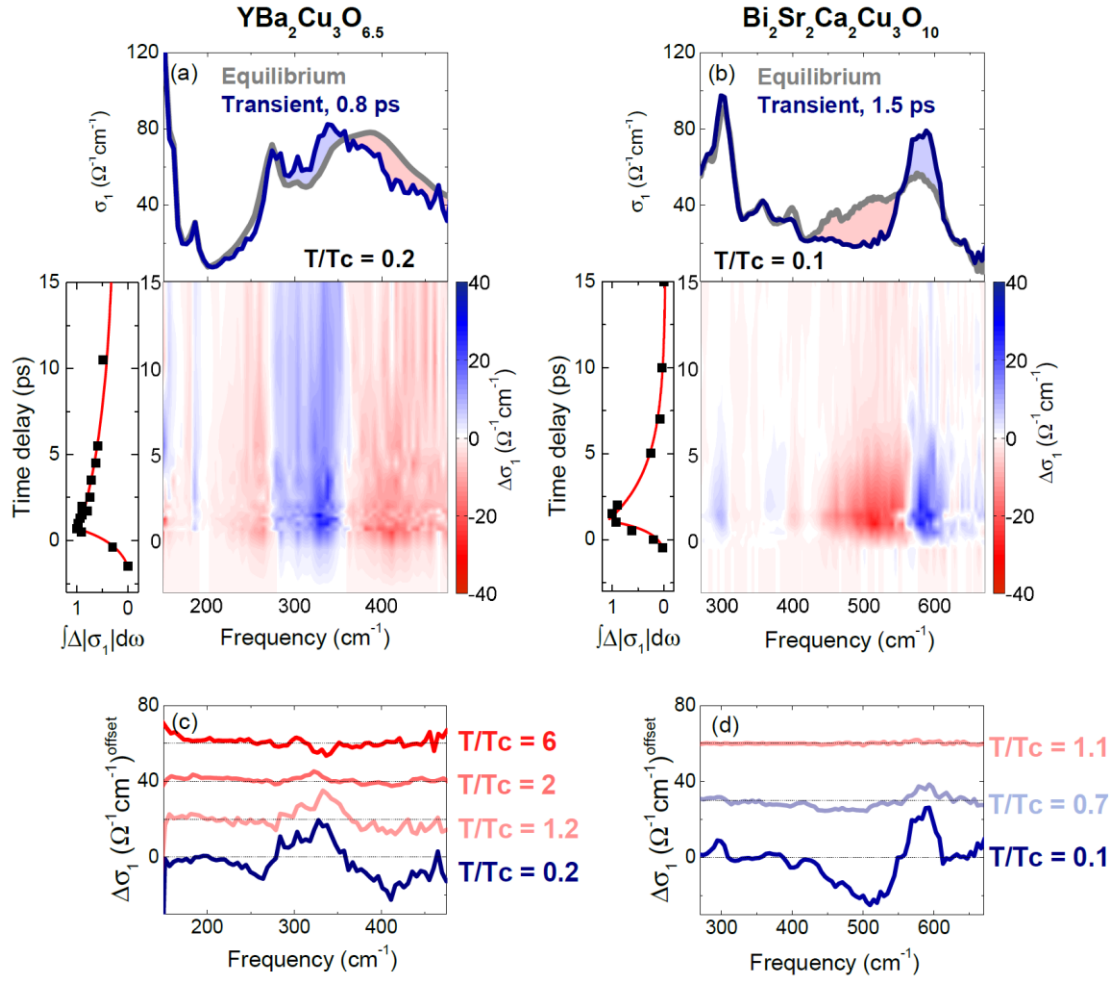 YBa₂Cu₃O₆.₅
Bi₂Sr₂Ca₂Cu₃O₁₀
(a)
Equilibrium
Transient, 0.8 ps
T/Tc = 0.2
σ₁ (Ω⁻¹cm⁻¹)
120
80
40
(b)
Equilibrium
Transient, 1.5 ps
T/Tc = 0.1
σ₁ (Ω⁻¹cm⁻¹)
120
80
40
Time delay (ps)
15
10
5
0
1 0
∫Δ|σ₁|dω
15
10
5
0
200 300 400
Frequency (cm⁻¹)
40
20
0
-20
-40
Δσ₁ (Ω⁻¹cm⁻¹)
Time delay (ps)
15
10
5
0
1 0
∫Δ|σ₁|dω
15
10
5
0
300 400 500 600
Frequency (cm⁻¹)
40
20
0
-20
-40
Δσ₁ (Ω⁻¹cm⁻¹)
(c)
Δσ₁ (Ω⁻¹cm⁻¹)ᵒᶠᶠˢᵉᵗ
80
40
0
T/Tc = 6
T/Tc = 2
T/Tc = 1.2
T/Tc = 0.2
200 300 400
Frequency (cm⁻¹)
(d)
Δσ₁ (Ω⁻¹cm⁻¹)ᵒᶠᶠˢᵉᵗ
80
30
0
T/Tc = 1.1
T/Tc = 0.7
T/Tc = 0.1
300 400 500 600
Frequency (cm⁻¹)